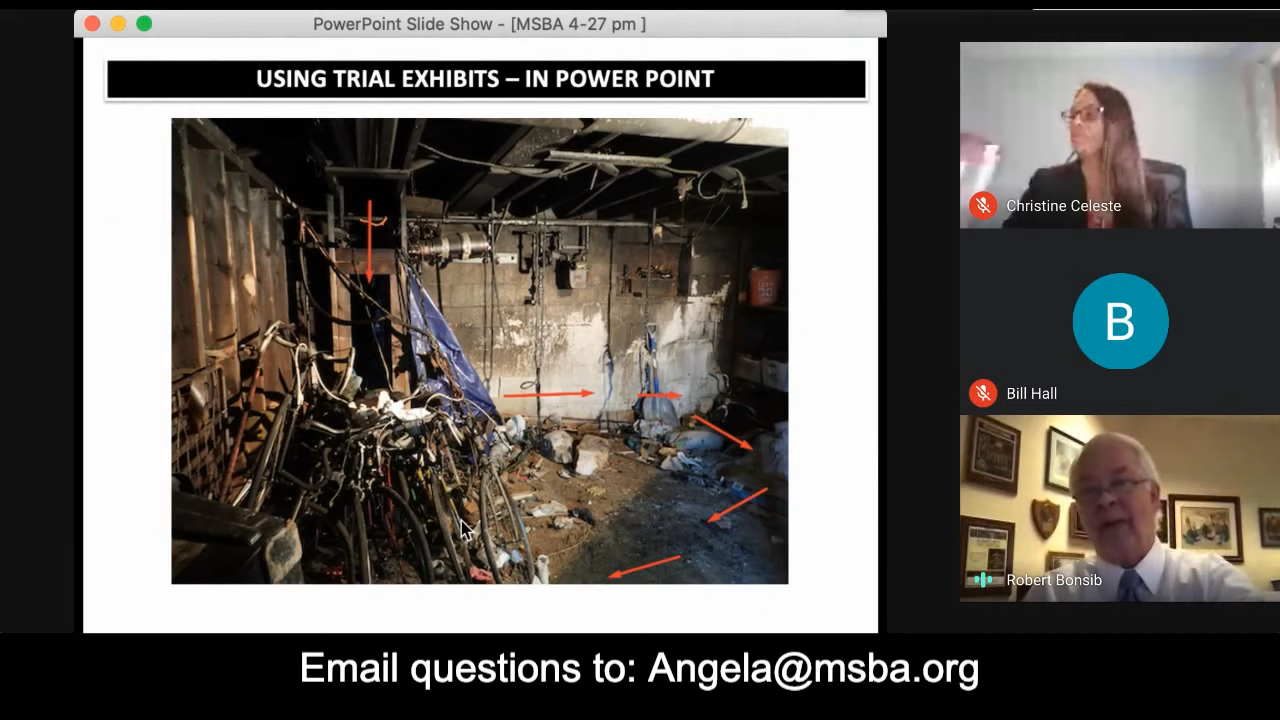 PowerPoint Slide Show - [MSBA 4-27 pm ]
USING TRIAL EXHIBITS – IN POWER POINT
Christine Celeste
B
Bill Hall
Robert Bonsib
Email questions to: Angela@msba.org